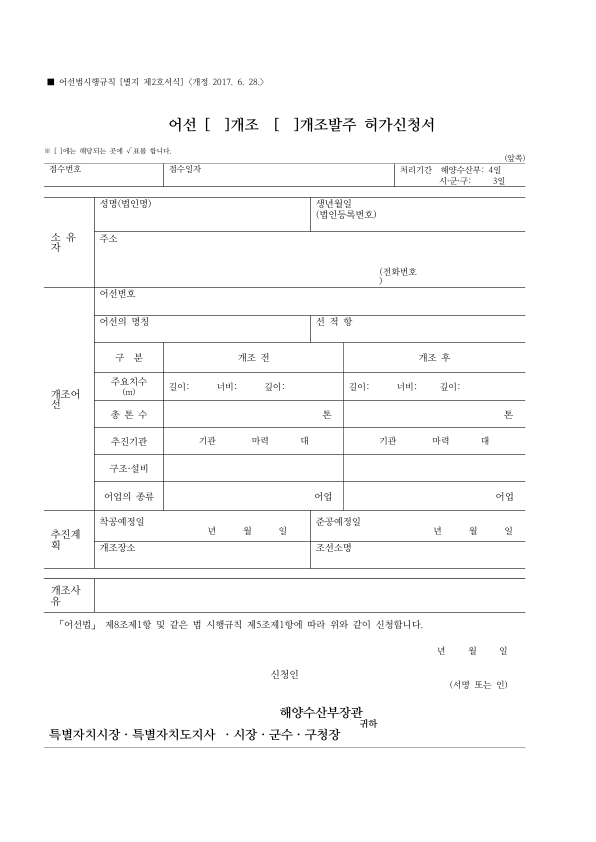 ■ 어선법시행규칙 [별지 제2호서식] <개정 2017. 6. 28.>
어선 [ ]개조 [ ]개조발주 허가신청서
※ [ ]에는 해당되는 곳에 √표를 합니다.
(앞쪽)
접수번호 접수일자 처리기간 해양수산부: 4일
시·군·구: 3일
소 유
자
성명(법인명) 생년월일
(법인등록번호)
주소
(전화번호
)
개조어
선
어선번호
어선의 명칭 선 적 항
구 분 개조 전 개조 후
주요치수
(m)
길이: 너비: 깊이: 길이: 너비: 깊이:
총 톤 수 톤 톤
추진기관 기관 마력 대 기관 마력 대
구조·설비
어업의 종류 어업 어업
추진계
획
착공예정일 년 월 일 준공예정일 년 월 일
개조장소 조선소명
개조사
유
「어선법」 제8조제1항 및 같은 법 시행규칙 제5조제1항에 따라 위와 같이 신청합니다.
년 월 일
신청인
(서명 또는 인)
해양수산부장관
귀하
특별자치시장 · 특별자치도지사 · 시장 · 군수 · 구청장